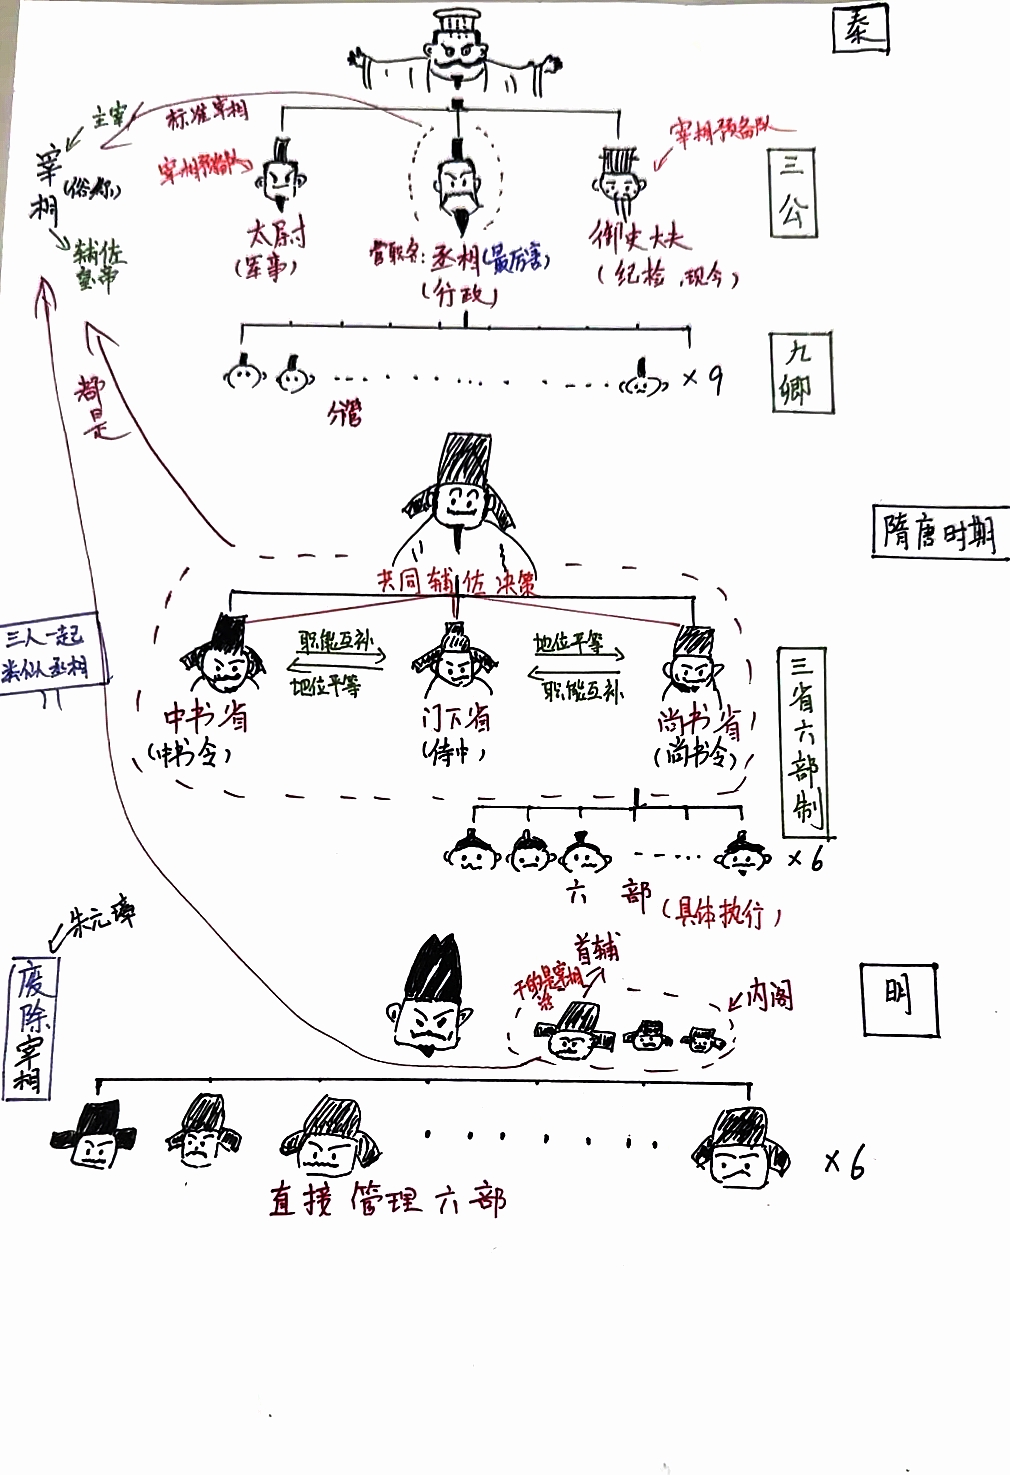 秦
主宰
标准宰相
宰相
(俗称)
宰相预备队
宰相预备队
三公
太尉
(军事)
官职名：丞相(最厉害)
(行政)
御史大夫
(纪检，现今)
辅佐
皇帝
九卿
×9
分管
都是
隋唐时期
共同辅佐决策
三人一起
类似丞相
职能互补
地位平等
地位平等
职能互补
中书省
(中书令)
门下省
(侍中)
尚书省
(尚书令)
三省六部制
×6
六部
(具体执行)
朱元璋
废除宰相
首辅
干的是宰相
活
内阁
明
×6
直接管理六部